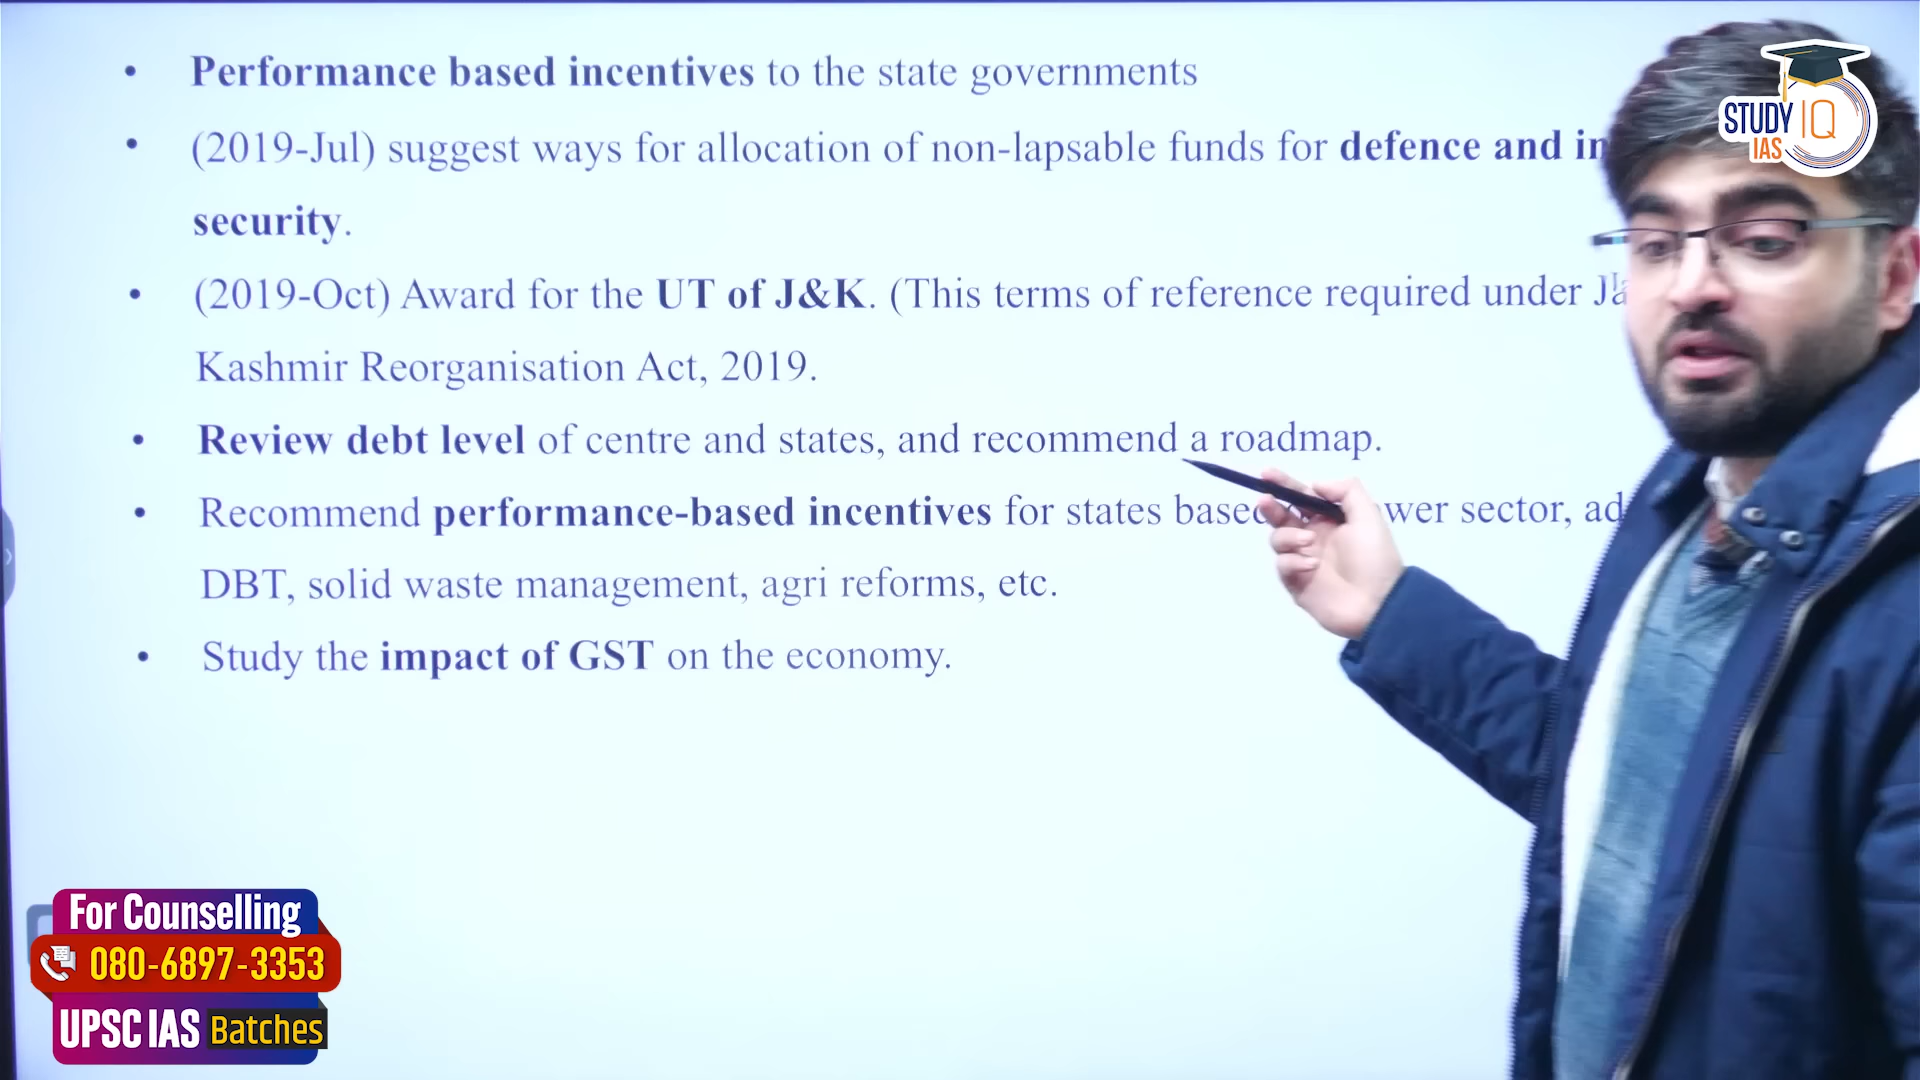 • Performance based incentives to the state governments
• (2019-Jul) suggest ways for allocation of non-lapsable funds for defence and in
security.
• (2019-Oct) Award for the UT of J&K. (This terms of reference required under
Kashmir Reorganisation Act, 2019.
• Review debt level of centre and states, and recommend a roadmap.
• Recommend performance-based incentives for states based wer sector, ad
DBT, solid waste management, agri reforms, etc.
• Study the impact of GST on the economy.
STUDY IQ
IAS
For Counselling
080-6897-3353
UPSC IAS Batches